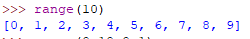 >>> range(10)
[0, 1, 2, 3, 4, 5, 6, 7, 8, 9]